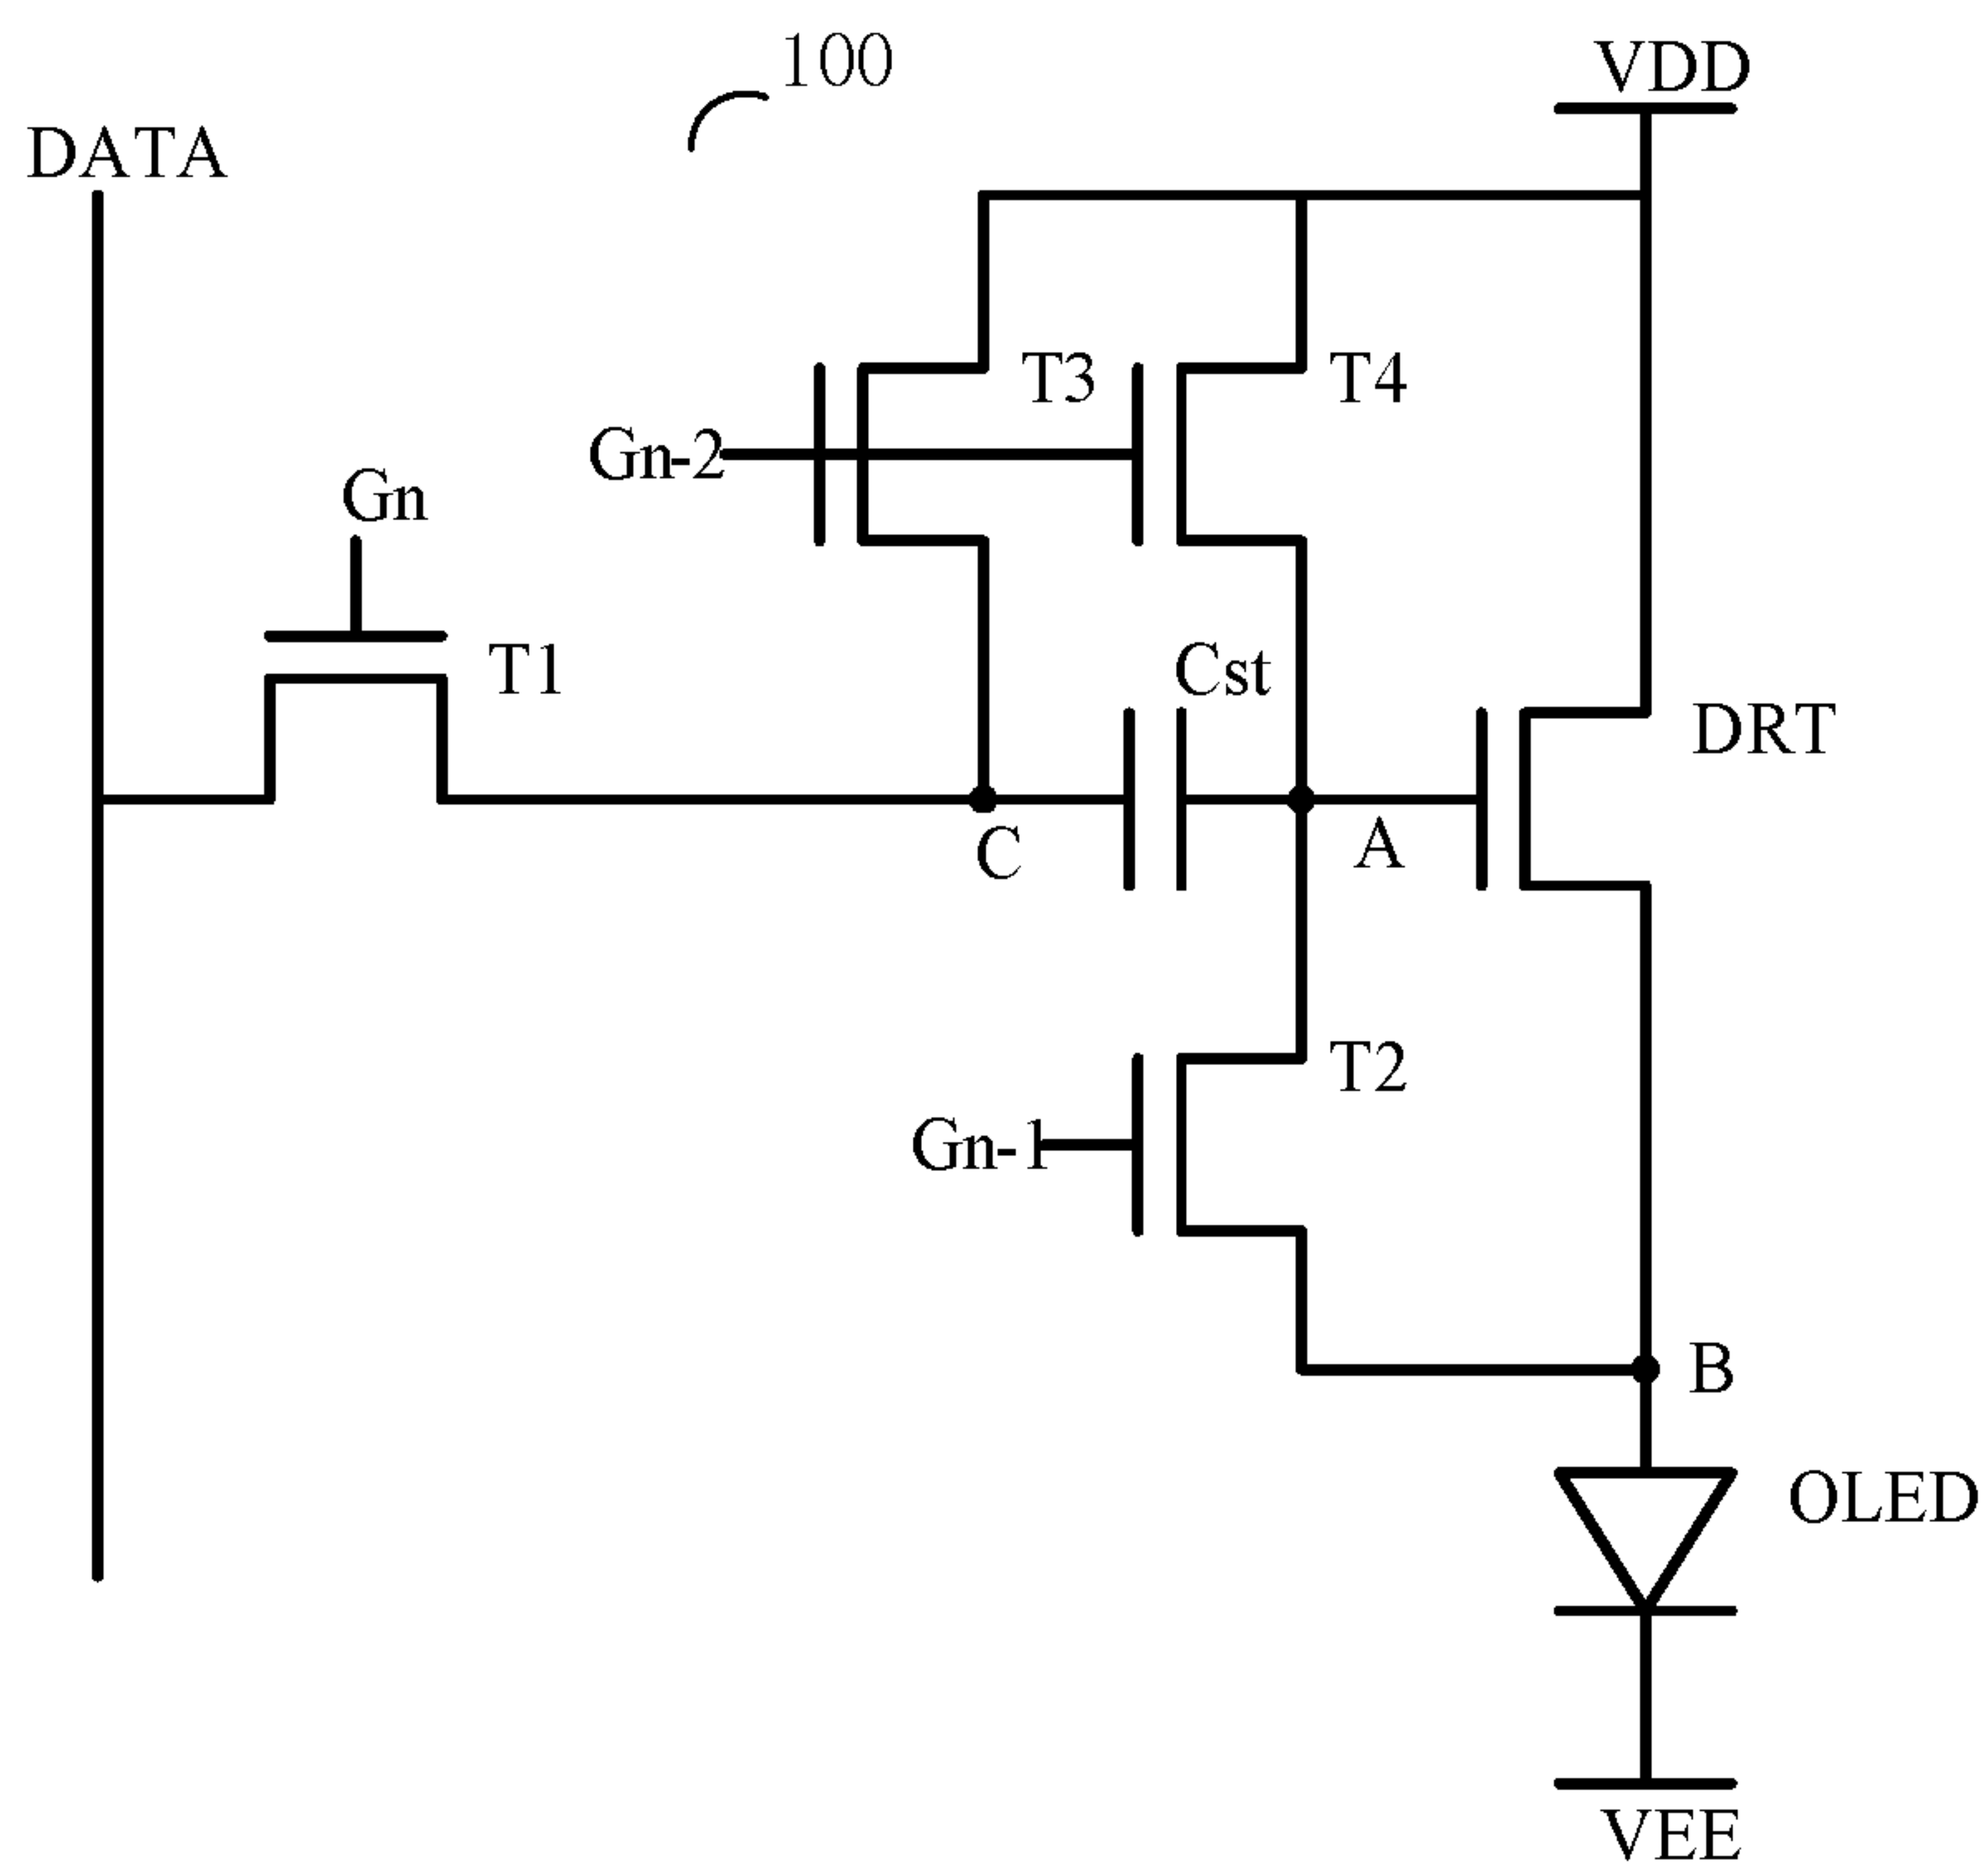 100
VDD
DATA
T3
T4
Gn-2
Gn
T1
Cst
DRT
C
A
T2
Gn-1
B
OLED
VEE